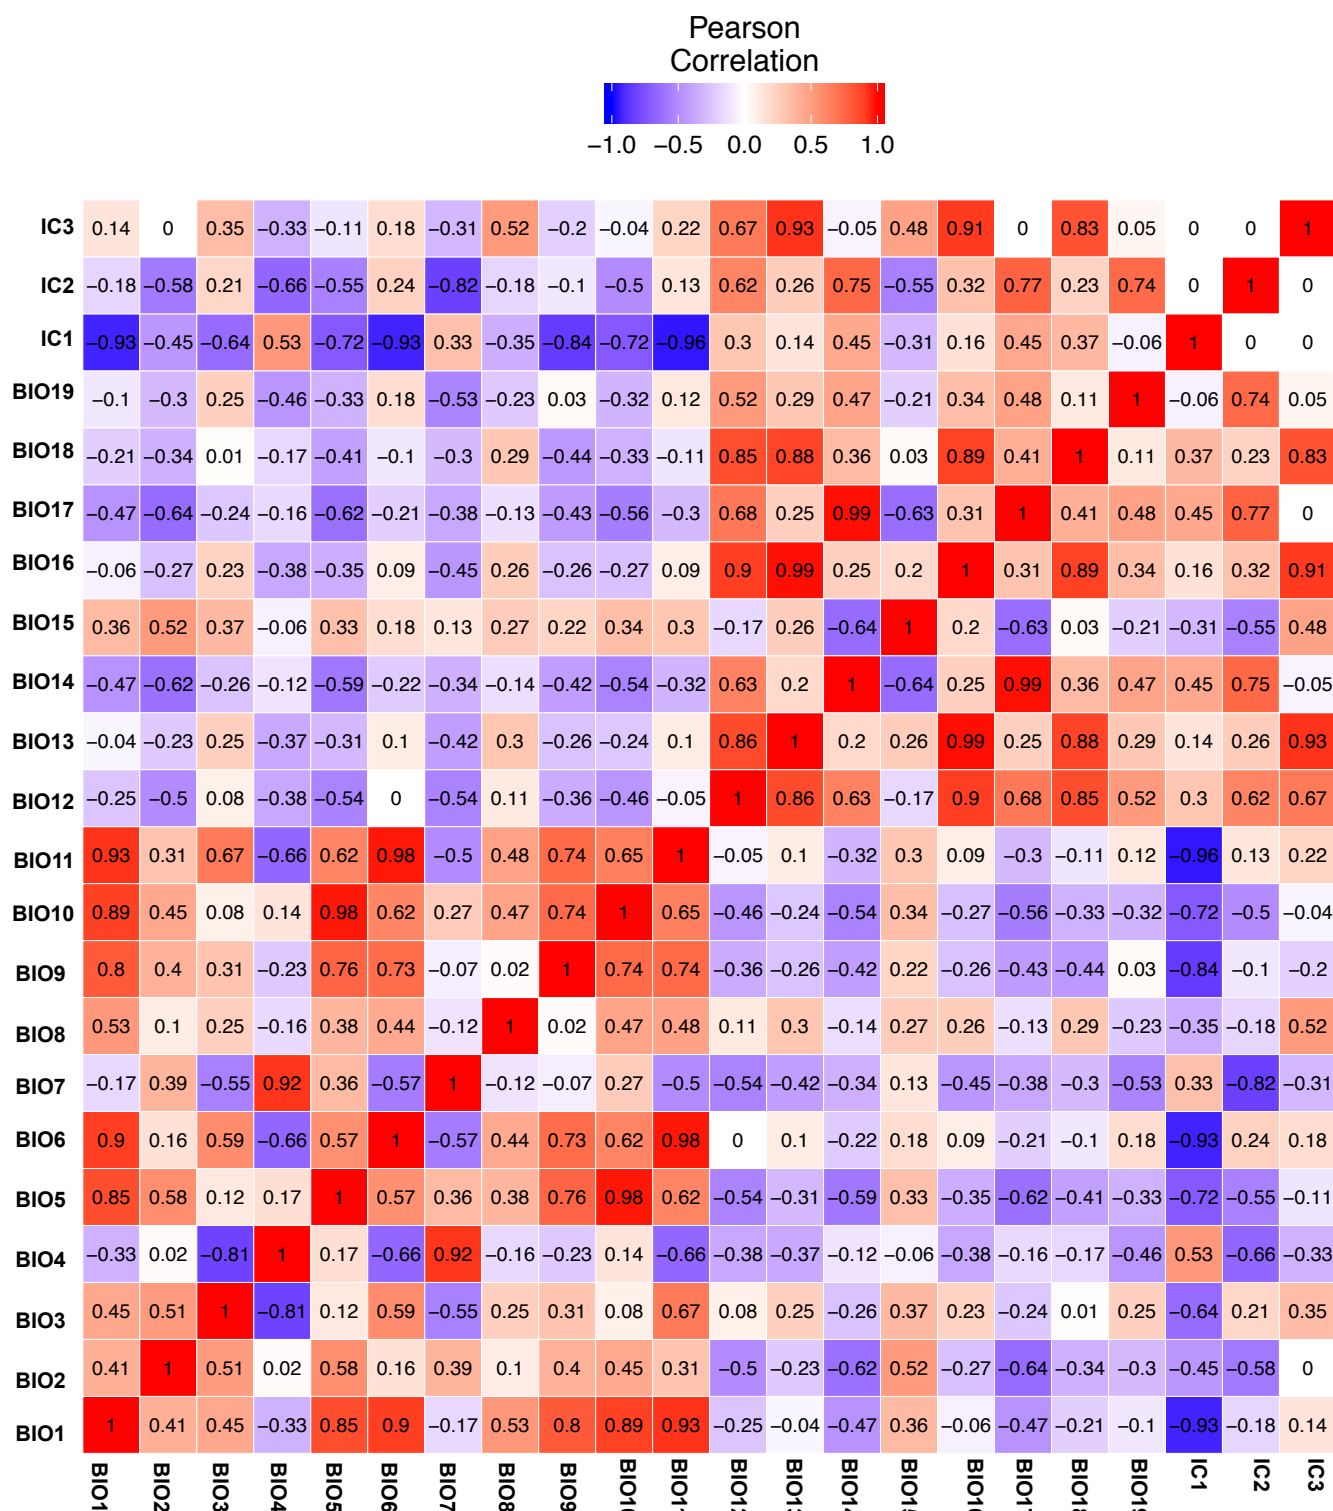 Pearson
Correlation
−1.0 −0.5 0.0 0.5 1.0
IC3 0.14 0 0.35 −0.33 −0.11 0.18 −0.31 0.52 −0.2 −0.04 0.22 0.67 0.93 −0.05 0.48 0.91 0 0.83 0.05 0 0 1
IC2 −0.18 −0.58 0.21 −0.66 −0.55 0.24 −0.82 −0.18 −0.1 −0.5 0.13 0.62 0.26 0.75 −0.55 0.32 0.77 0.23 0.74 0 1 0
IC1 −0.93 −0.45 −0.64 0.53 −0.72 −0.93 0.33 −0.35 −0.84 −0.72 −0.96 0.3 0.14 0.45 −0.31 0.16 0.45 0.37 −0.06 1 0 0
BIO19 −0.1 −0.3 0.25 −0.46 −0.33 0.18 −0.53 −0.23 0.03 −0.32 0.12 0.52 0.29 0.47 −0.21 0.34 0.48 0.11 1 −0.06 0.74 0.05
BIO18 −0.21 −0.34 0.01 −0.17 −0.41 −0.1 −0.3 0.29 −0.44 −0.33 −0.11 0.85 0.88 0.36 0.03 0.89 0.41 1 0.11 0.37 0.23 0.83
BIO17 −0.47 −0.64 −0.24 −0.16 −0.62 −0.21 −0.38 −0.13 −0.43 −0.56 −0.3 0.68 0.25 0.99 −0.63 0.31 1 0.41 0.48 0.45 0.77 0
BIO16 −0.06 −0.27 0.23 −0.38 −0.35 0.09 −0.45 0.26 −0.26 −0.27 0.09 0.9 0.99 0.25 0.2 1 0.31 0.89 0.34 0.16 0.32 0.91
BIO15 0.36 0.52 0.37 −0.06 0.33 0.18 0.13 0.27 0.22 0.34 0.3 −0.17 0.26 −0.64 1 0.2 −0.63 0.03 −0.21 −0.31 −0.55 0.48
BIO14 −0.47 −0.62 −0.26 −0.12 −0.59 −0.22 −0.34 −0.14 −0.42 −0.54 −0.32 0.63 0.2 1 −0.64 0.25 0.99 0.36 0.47 0.45 0.75 −0.05
BIO13 −0.04 −0.23 0.25 −0.37 −0.31 0.1 −0.42 0.3 −0.26 −0.24 0.1 0.86 1 0.2 0.26 0.99 0.25 0.88 0.29 0.14 0.26 0.93
BIO12 −0.25 −0.5 0.08 −0.38 −0.54 0 −0.54 0.11 −0.36 −0.46 −0.05 1 0.86 0.63 −0.17 0.9 0.68 0.85 0.52 0.3 0.62 0.67
BIO11 0.93 0.31 0.67 −0.66 0.62 0.98 −0.5 0.48 0.74 0.65 1 −0.05 0.1 −0.32 0.3 0.09 −0.3 −0.11 0.12 −0.96 0.13 0.22
BIO10 0.89 0.45 0.08 0.14 0.98 0.62 0.27 0.47 0.74 1 0.65 −0.46 −0.24 −0.54 0.34 −0.27 −0.56 −0.33 −0.32 −0.72 −0.5 −0.04
BIO9 0.8 0.4 0.31 −0.23 0.76 0.73 −0.07 0.02 1 0.74 0.74 −0.36 −0.26 −0.42 0.22 −0.26 −0.43 −0.44 0.03 −0.84 −0.1 −0.2
BIO8 0.53 0.1 0.25 −0.16 0.38 0.44 −0.12 1 0.02 0.47 0.48 0.11 0.3 −0.14 0.27 0.26 −0.13 0.29 −0.23 −0.35 −0.18 0.52
BIO7 −0.17 0.39 −0.55 0.92 0.36 −0.57 1 −0.12 −0.07 0.27 −0.5 −0.54 −0.42 −0.34 0.13 −0.45 −0.38 −0.3 −0.53 0.33 −0.82 −0.31
BIO6 0.9 0.16 0.59 −0.66 0.57 1 −0.57 0.44 0.73 0.62 0.98 0 0.1 −0.22 0.18 0.09 −0.21 −0.1 0.18 −0.93 0.24 0.18
BIO5 0.85 0.58 0.12 0.17 1 0.57 0.36 0.38 0.76 0.98 0.62 −0.54 −0.31 −0.59 0.33 −0.35 −0.62 −0.41 −0.33 −0.72 −0.55 −0.11
BIO4 −0.33 0.02 −0.81 1 0.17 −0.66 0.92 −0.16 −0.23 0.14 −0.66 −0.38 −0.37 −0.12 −0.06 −0.38 −0.16 −0.17 −0.46 0.53 −0.66 −0.33
BIO3 0.45 0.51 1 −0.81 0.12 0.59 −0.55 0.25 0.31 0.08 0.67 0.08 0.25 −0.26 0.37 0.23 −0.24 0.01 0.25 −0.64 0.21 0.35
BIO2 0.41 1 0.51 0.02 0.58 0.16 0.39 0.1 0.4 0.45 0.31 −0.5 −0.23 −0.62 0.52 −0.27 −0.64 −0.34 −0.3 −0.45 −0.58 0
BIO1 1 0.41 0.45 −0.33 0.85 0.9 −0.17 0.53 0.8 0.89 0.93 −0.25 −0.04 −0.47 0.36 −0.06 −0.47 −0.21 −0.1 −0.93 −0.18 0.14
BIO1 BIO2 BIO3 BIO4 BIO5 BIO6 BIO7 BIO8 BIO9 IC1 IC2 IC3